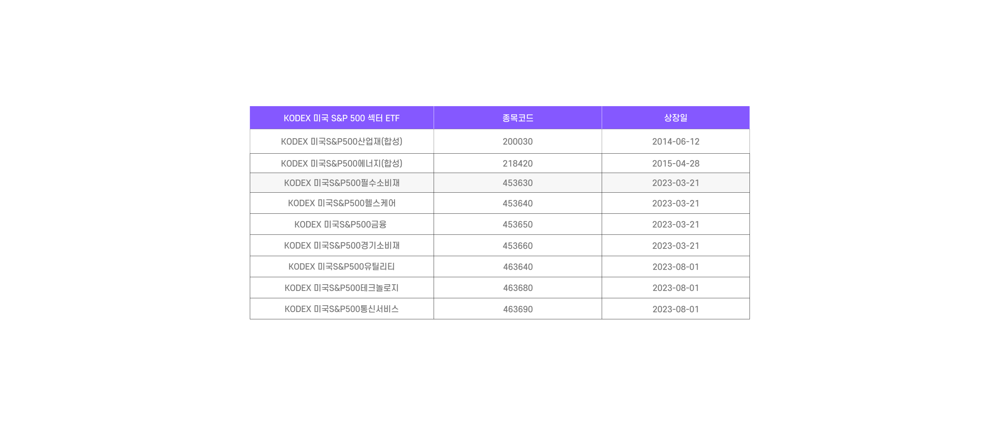 KODEX 미국 S&P 500 섹터 ETF 종목코드 상장일
KODEX 미국S&P500산업재(합성) 200030 2014-06-12
KODEX 미국S&P500에너지(합성) 218420 2015-04-28
KODEX 미국S&P500필수소비재 453630 2023-03-21
KODEX 미국S&P500헬스케어 453640 2023-03-21
KODEX 미국S&P500금융 453650 2023-03-21
KODEX 미국S&P500경기소비재 453660 2023-03-21
KODEX 미국S&P500유틸리티 463640 2023-08-01
KODEX 미국S&P500테크놀로지 463680 2023-08-01
KODEX 미국S&P500통신서비스 463690 2023-08-01